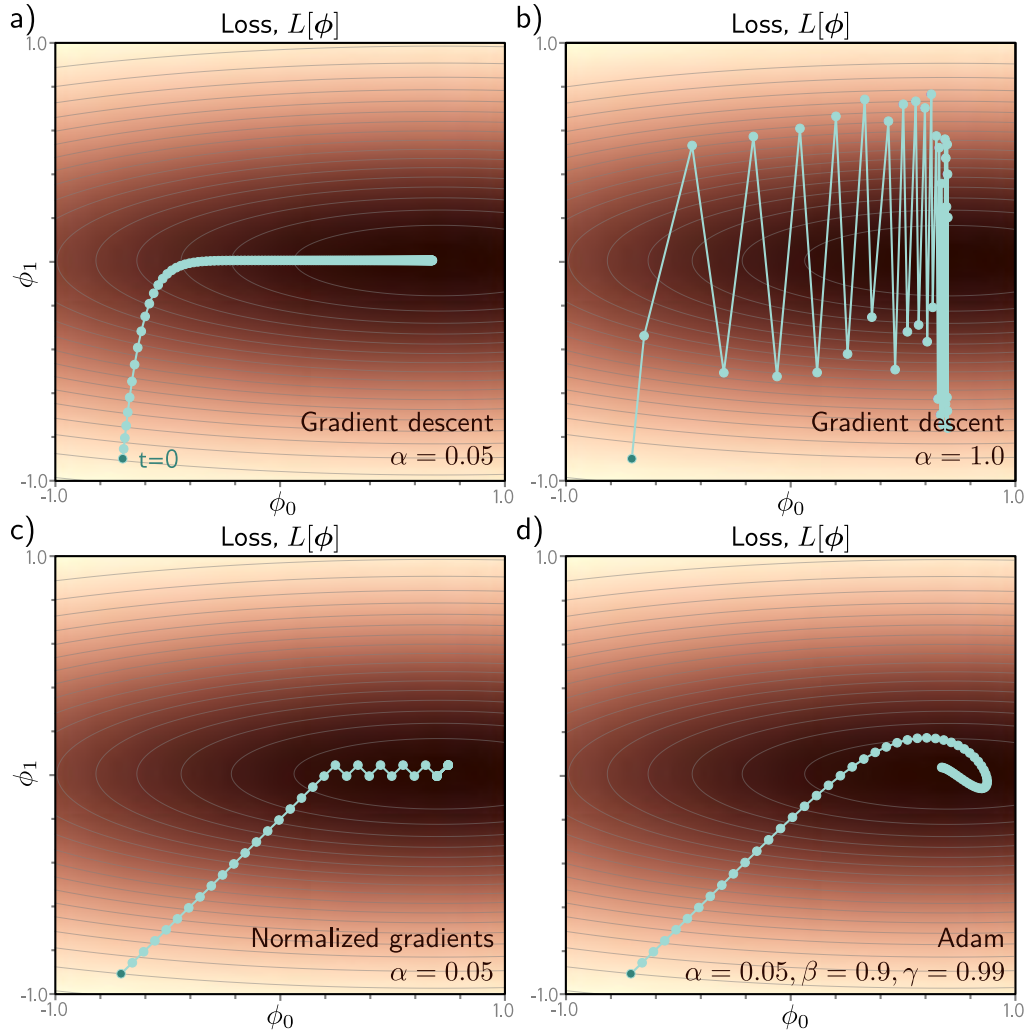 a)
Loss, L[ϕ]
1.0
ϕ₁
t=0
Gradient descent
α = 0.05
-1.0
-1.0
ϕ₀
1.0
b)
Loss, L[ϕ]
1.0
Gradient descent
α = 1.0
-1.0
-1.0
ϕ₀
1.0
c)
Loss, L[ϕ]
1.0
ϕ₁
Normalized gradients
α = 0.05
-1.0
-1.0
ϕ₀
1.0
d)
Loss, L[ϕ]
1.0
Adam
α = 0.05, β = 0.9, γ = 0.99
-1.0
-1.0
ϕ₀
1.0